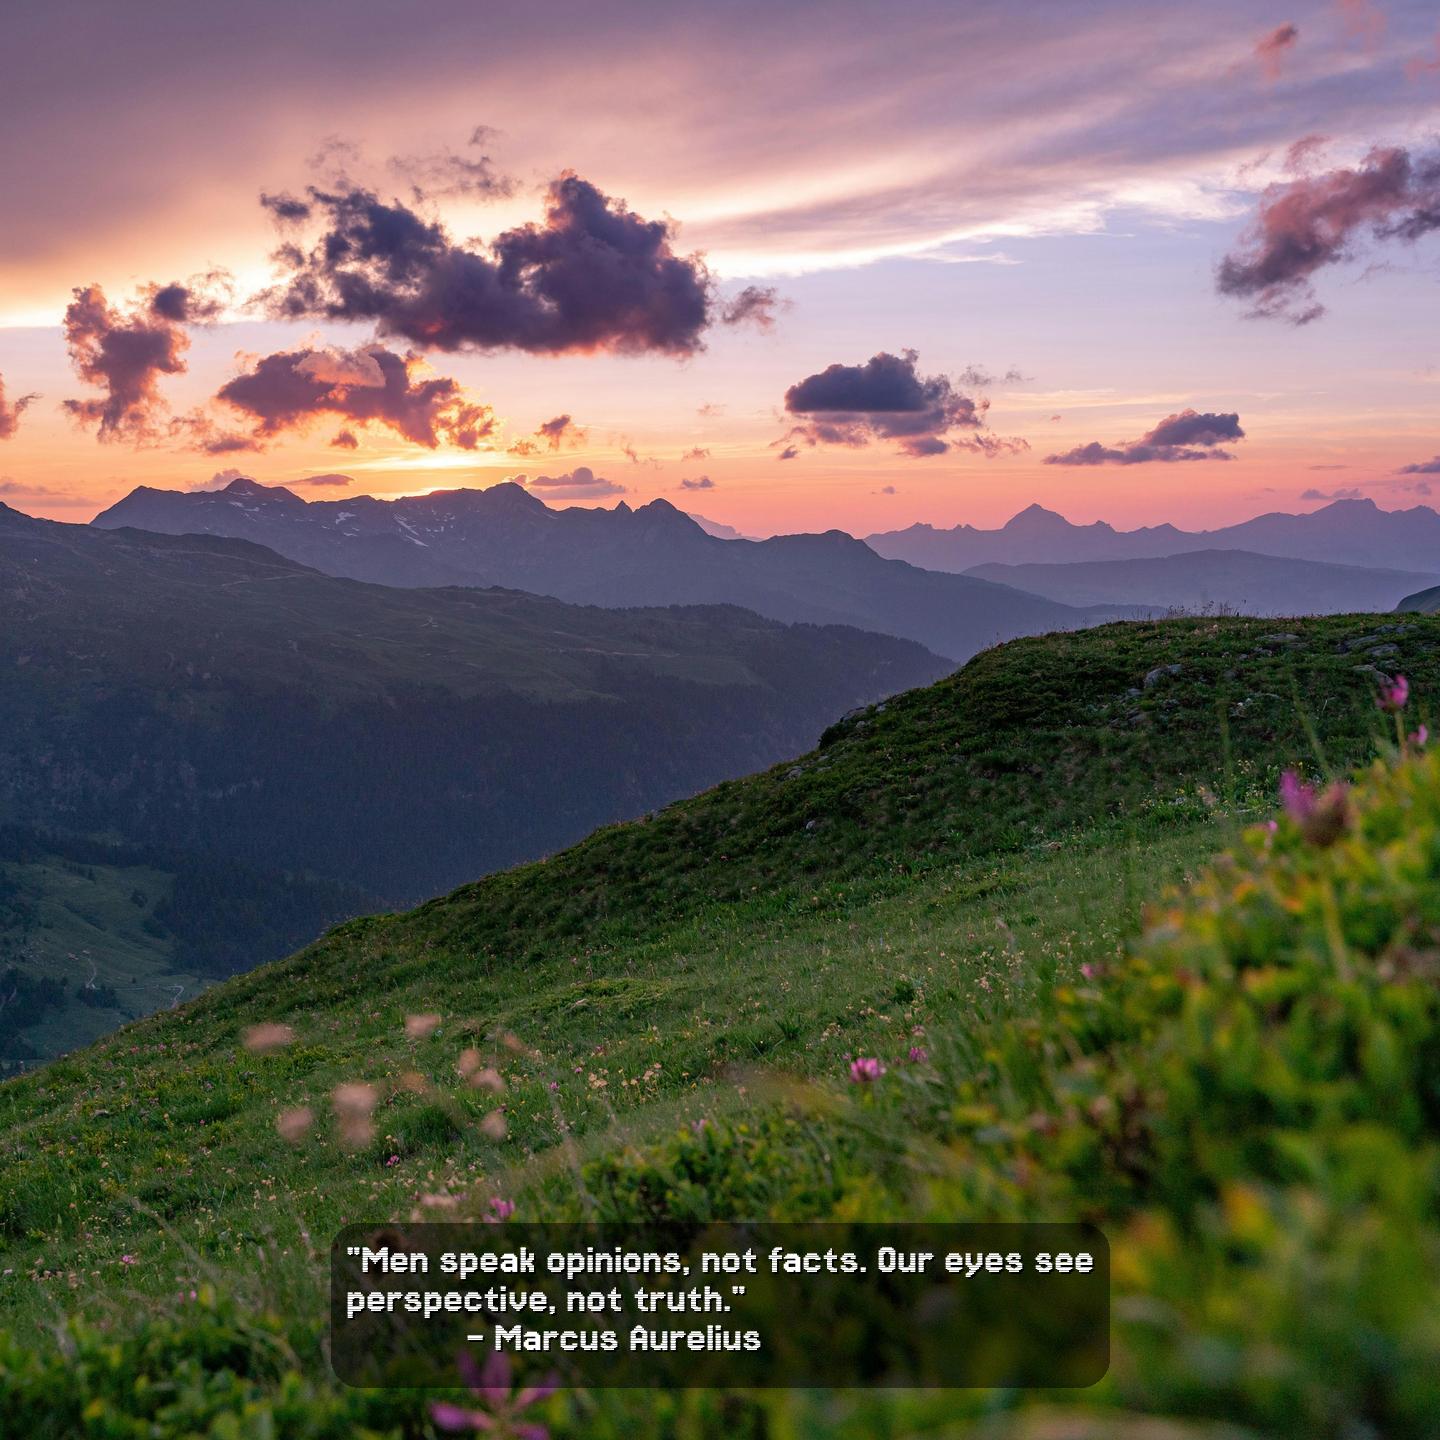 "Men speak opinions, not facts. Our eyes see
perspective, not truth."
- Marcus Aurelius